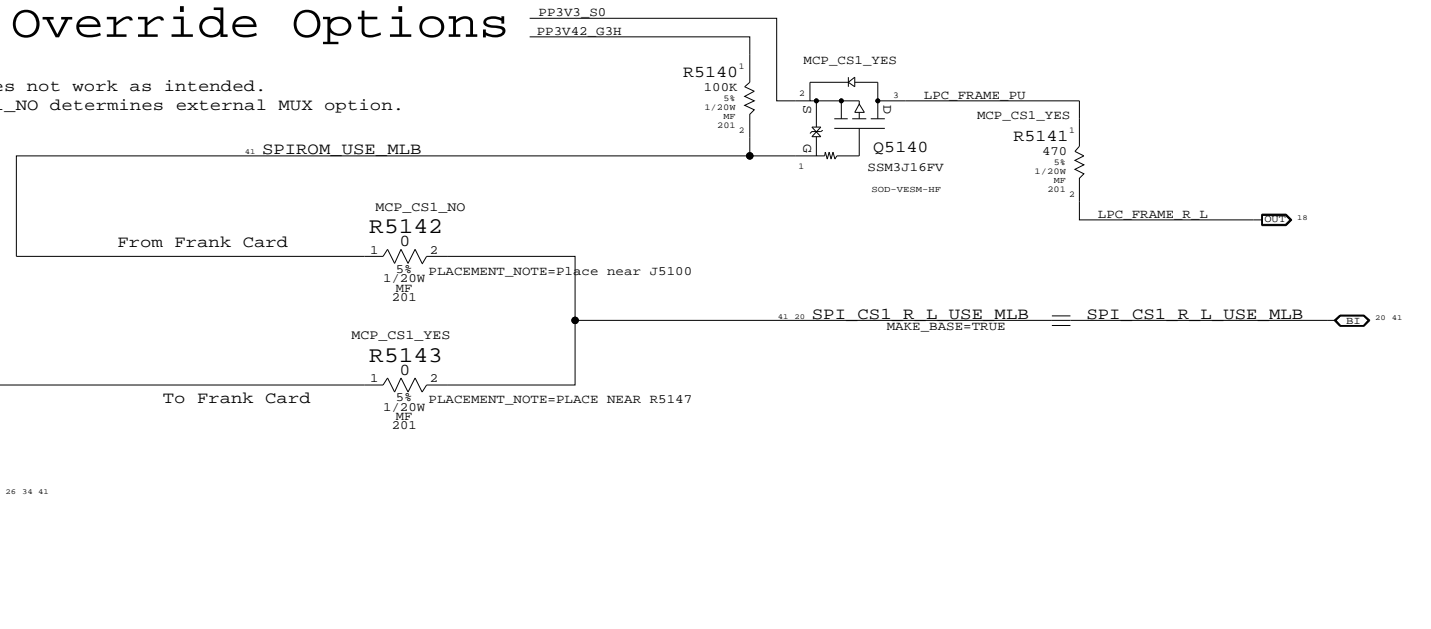 Override Options
PP3V3_S0
PP3V42_G3H
es not work as intended.
_NO determines external MUX option.
R5140
100K
5%
1/20W
MF
201
1
2
MCP_CS1_YES
2
S
D
3
G
1
Q5140
SSM3J16FV
SOD-VESM-HF
LPC_FRAME_PU
MCP_CS1_YES
R5141
470
5%
1/20W
MF
201
1
2
LPC_FRAME_R_L
OUT
18
41 SPIROM_USE_MLB
MCP_CS1_NO
R5142
0
From Frank Card
1
2
5%
1/20W
MF
201
PLACEMENT_NOTE=Place near J5100
41 20 SPI_CS1_R_L_USE_MLB
MAKE_BASE=TRUE
SPI_CS1_R_L_USE_MLB
BI
20 41
MCP_CS1_YES
R5143
0
1
2
To Frank Card
5%
1/20W
MF
201
PLACEMENT_NOTE=PLACE NEAR R5147
26 34 41